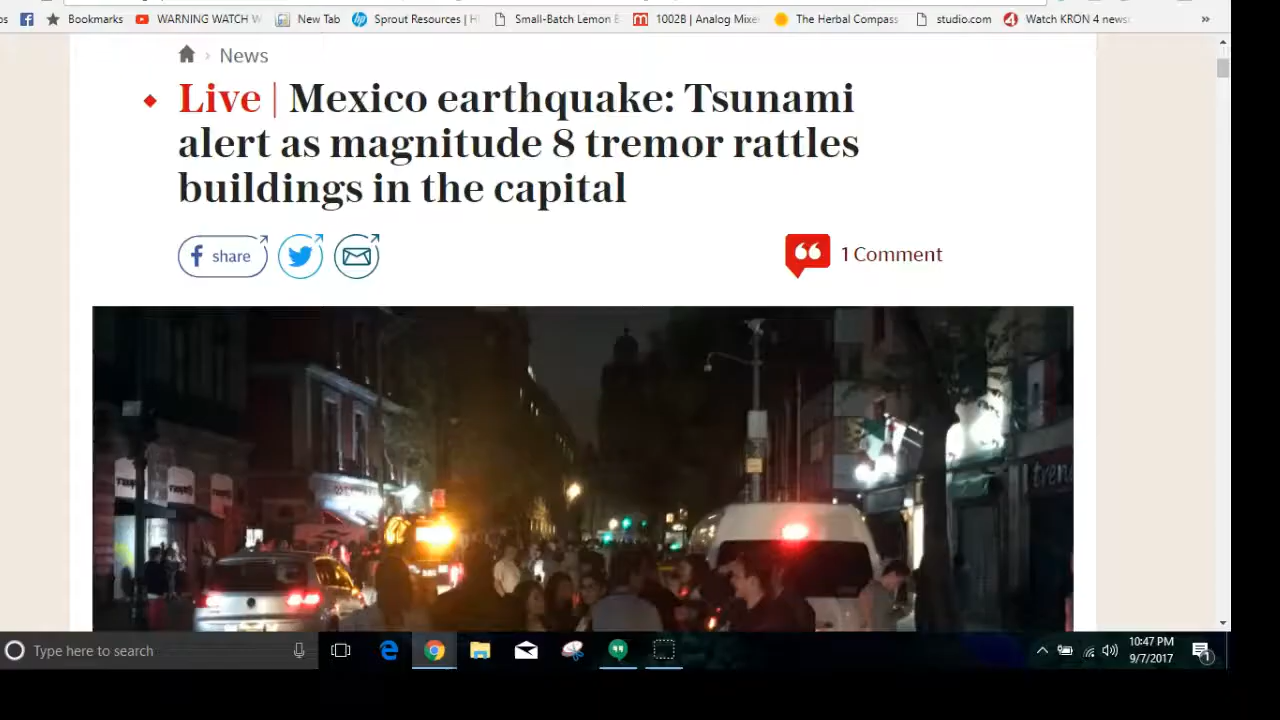 Bookmarks WARNING WATCH W New Tab Sprout Resources | H Small-Batch Lemon 1002B | Analog Mixe The Herbal Compass studio.com Watch KRON 4 news »
News
Live | Mexico earthquake: Tsunami
alert as magnitude 8 tremor rattles
buildings in the capital
share 1 Comment
trend
Type here to search 10:47 PM
9/7/2017 1